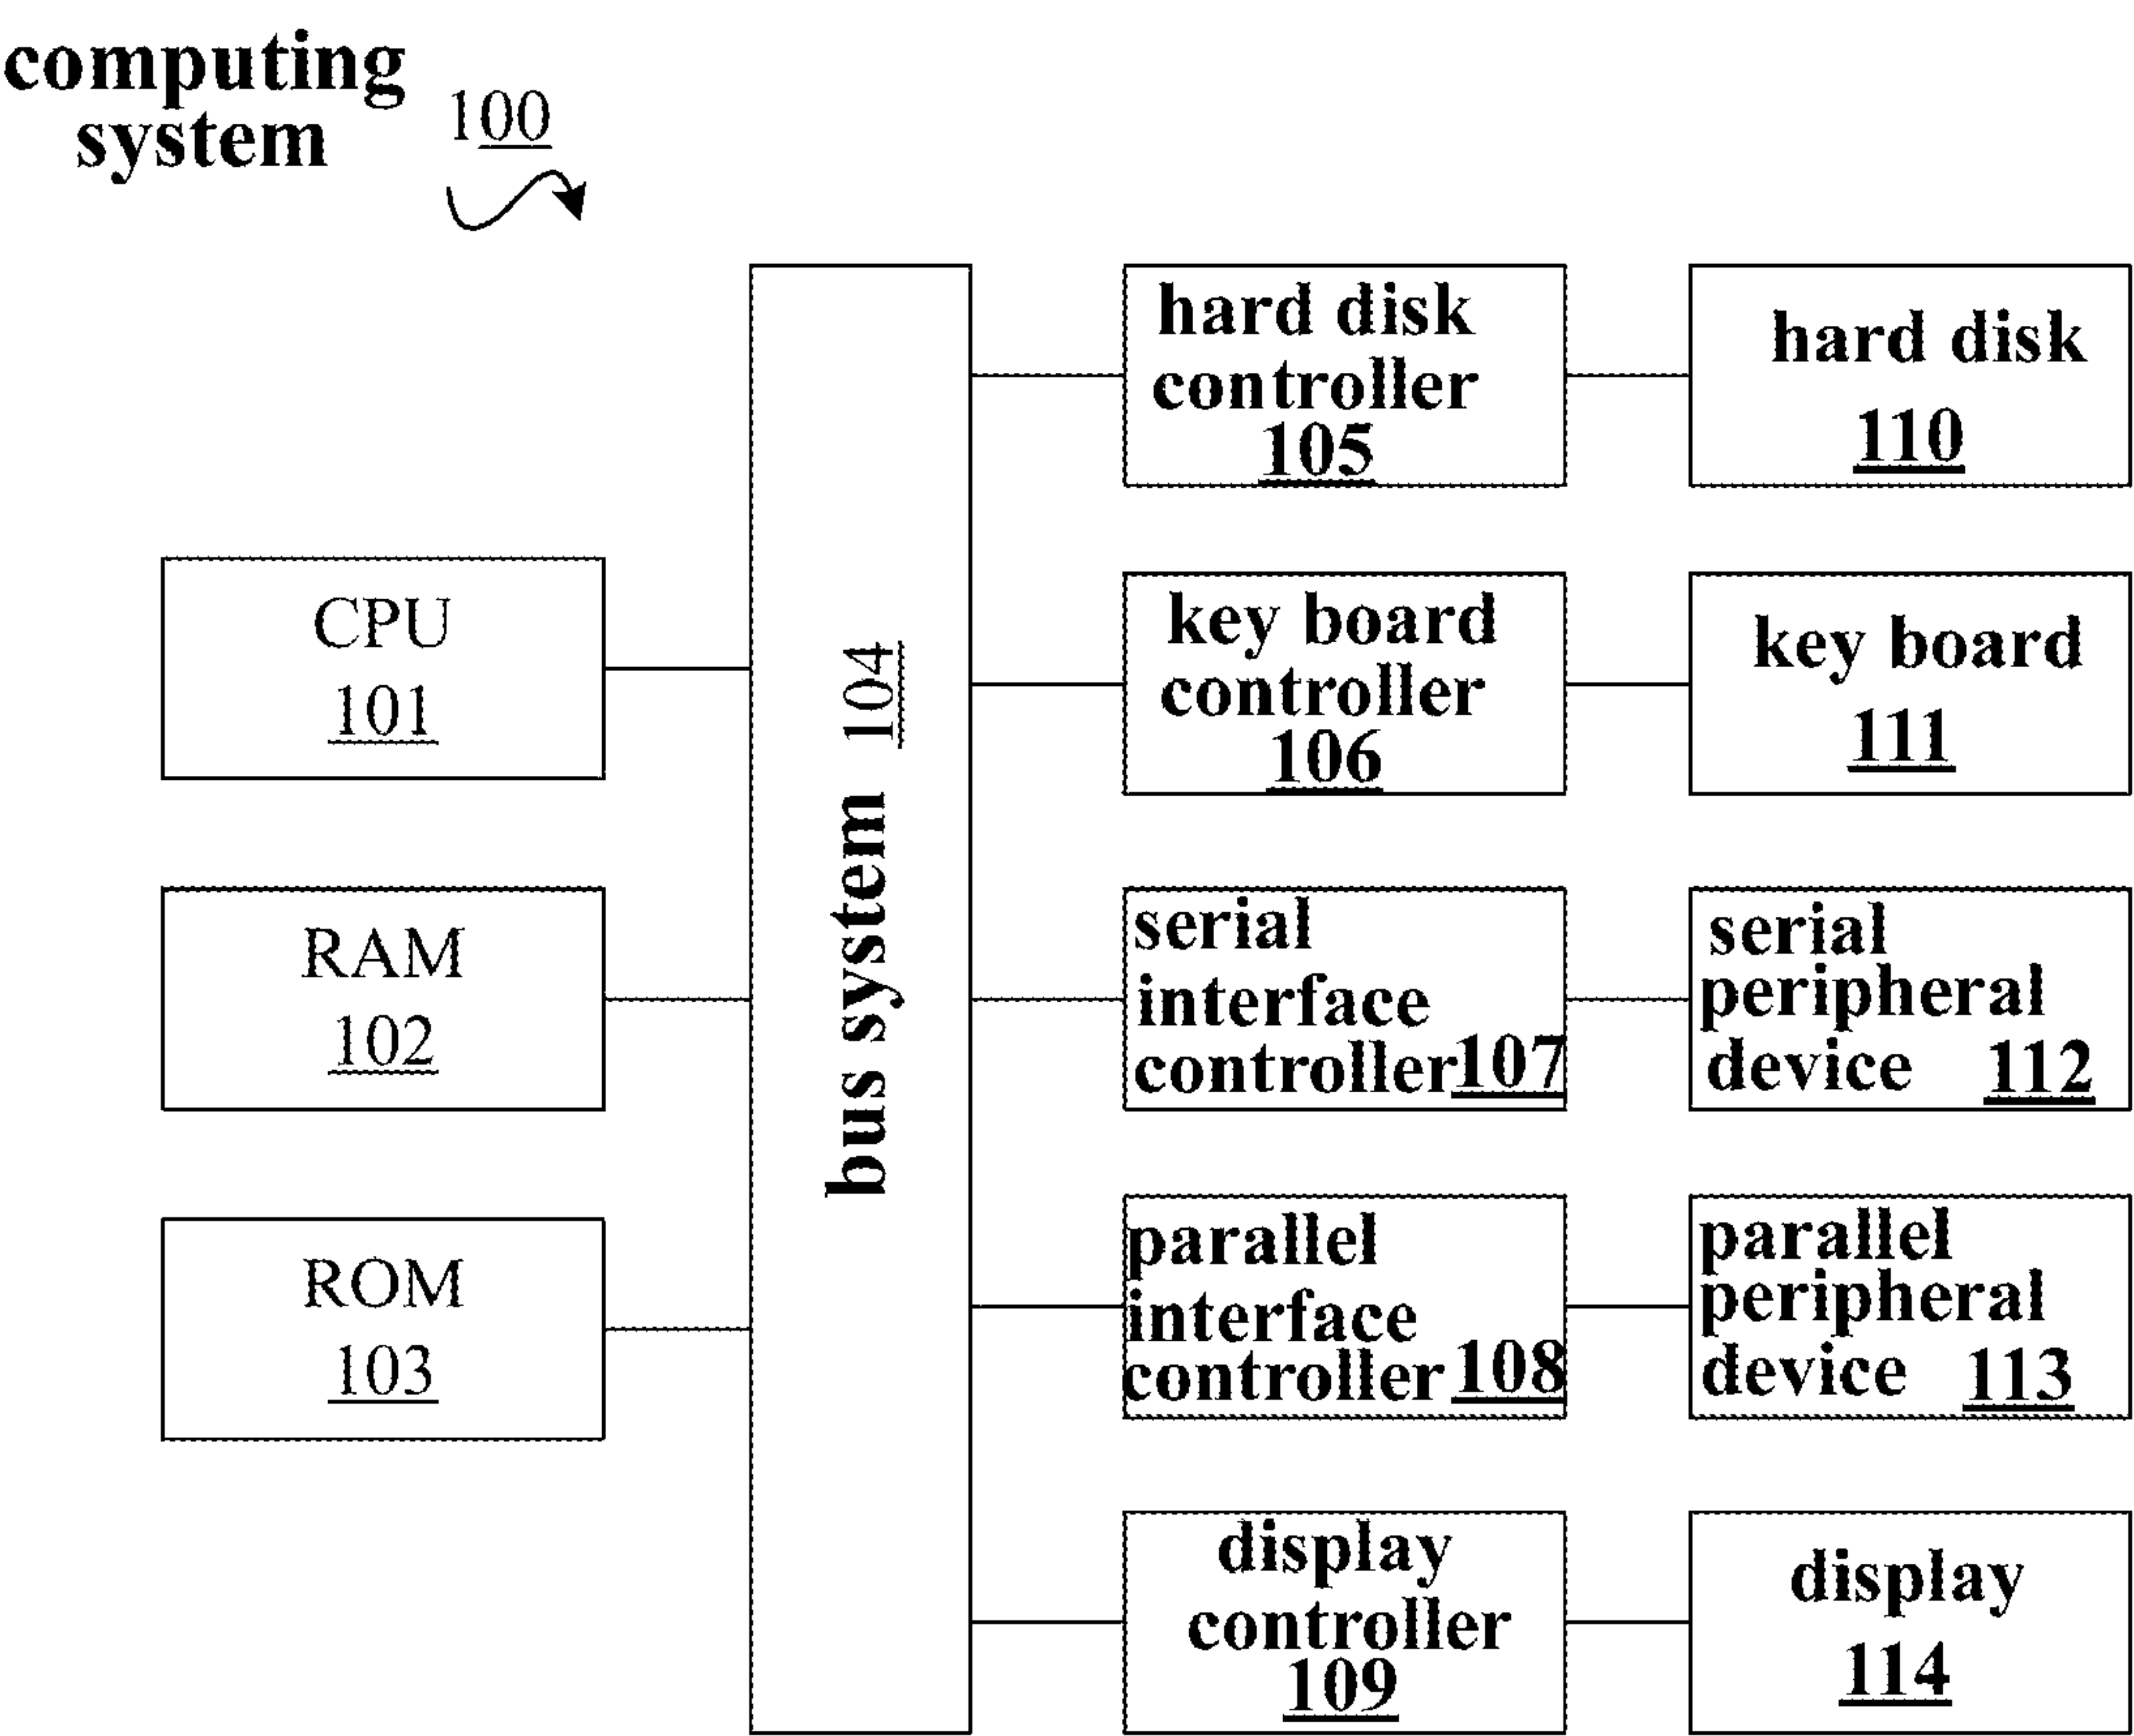 computing
system
100
hard disk
controller
105
hard disk
110
CPU
101
key board
controller
106
key board
111
bus system 104
RAM
102
serial
interface
controller107
serial
peripheral
device 112
ROM
103
parallel
interface
controller 108
parallel
peripheral
device 113
display
controller
109
display
114